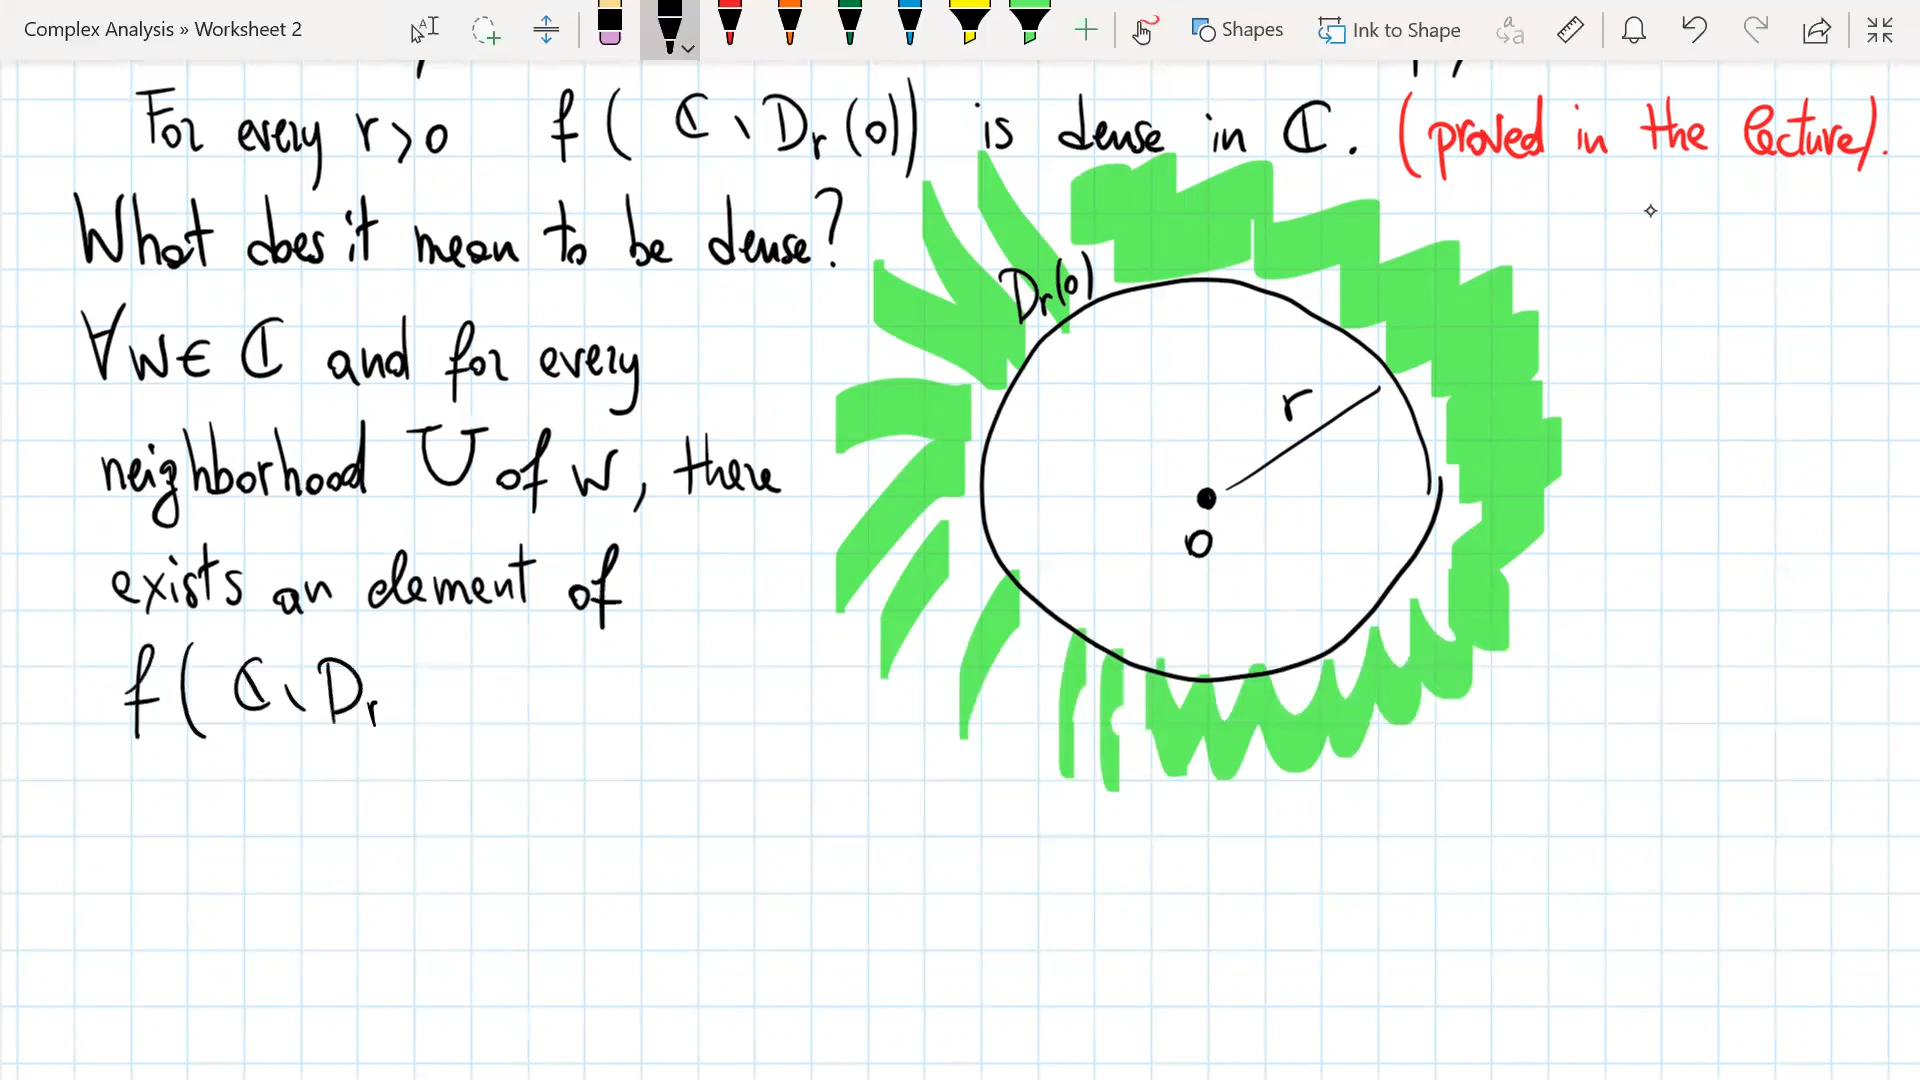 Complex Analysis » Worksheet 2
Shapes
Ink to Shape
For every r>0 f(ℂ∖Dr(0)) is dense in ℂ. (proved in the lecture).
What does it mean to be dense?
∀w∈ℂ and for every
neighborhood U of w, there
exists an element of
f(ℂ∖Dr
Dr(0)
r
0